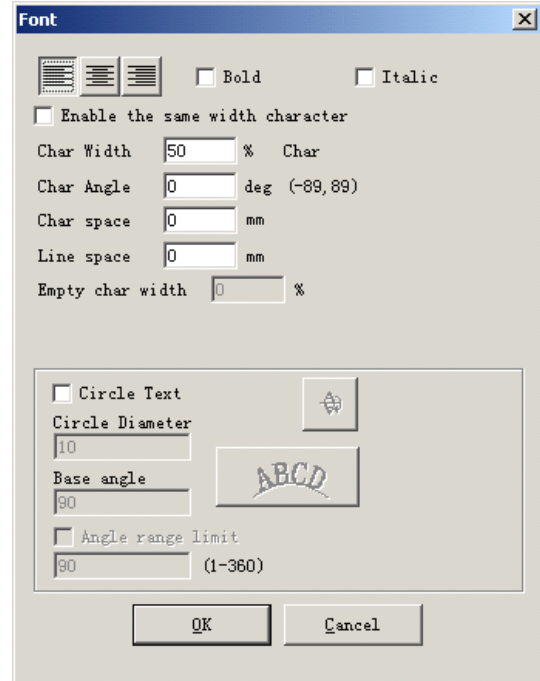 Font
Bold Italic
Enable the same width character
Char Width 50 % Char
Char Angle 0 deg (-89,89)
Char space 0 mm
Line space 0 mm
Empty char width 0 %
Circle Text
Circle Diameter
10
Base angle
90
ABCD
Angle range limit
90 (1-360)
OK Cancel